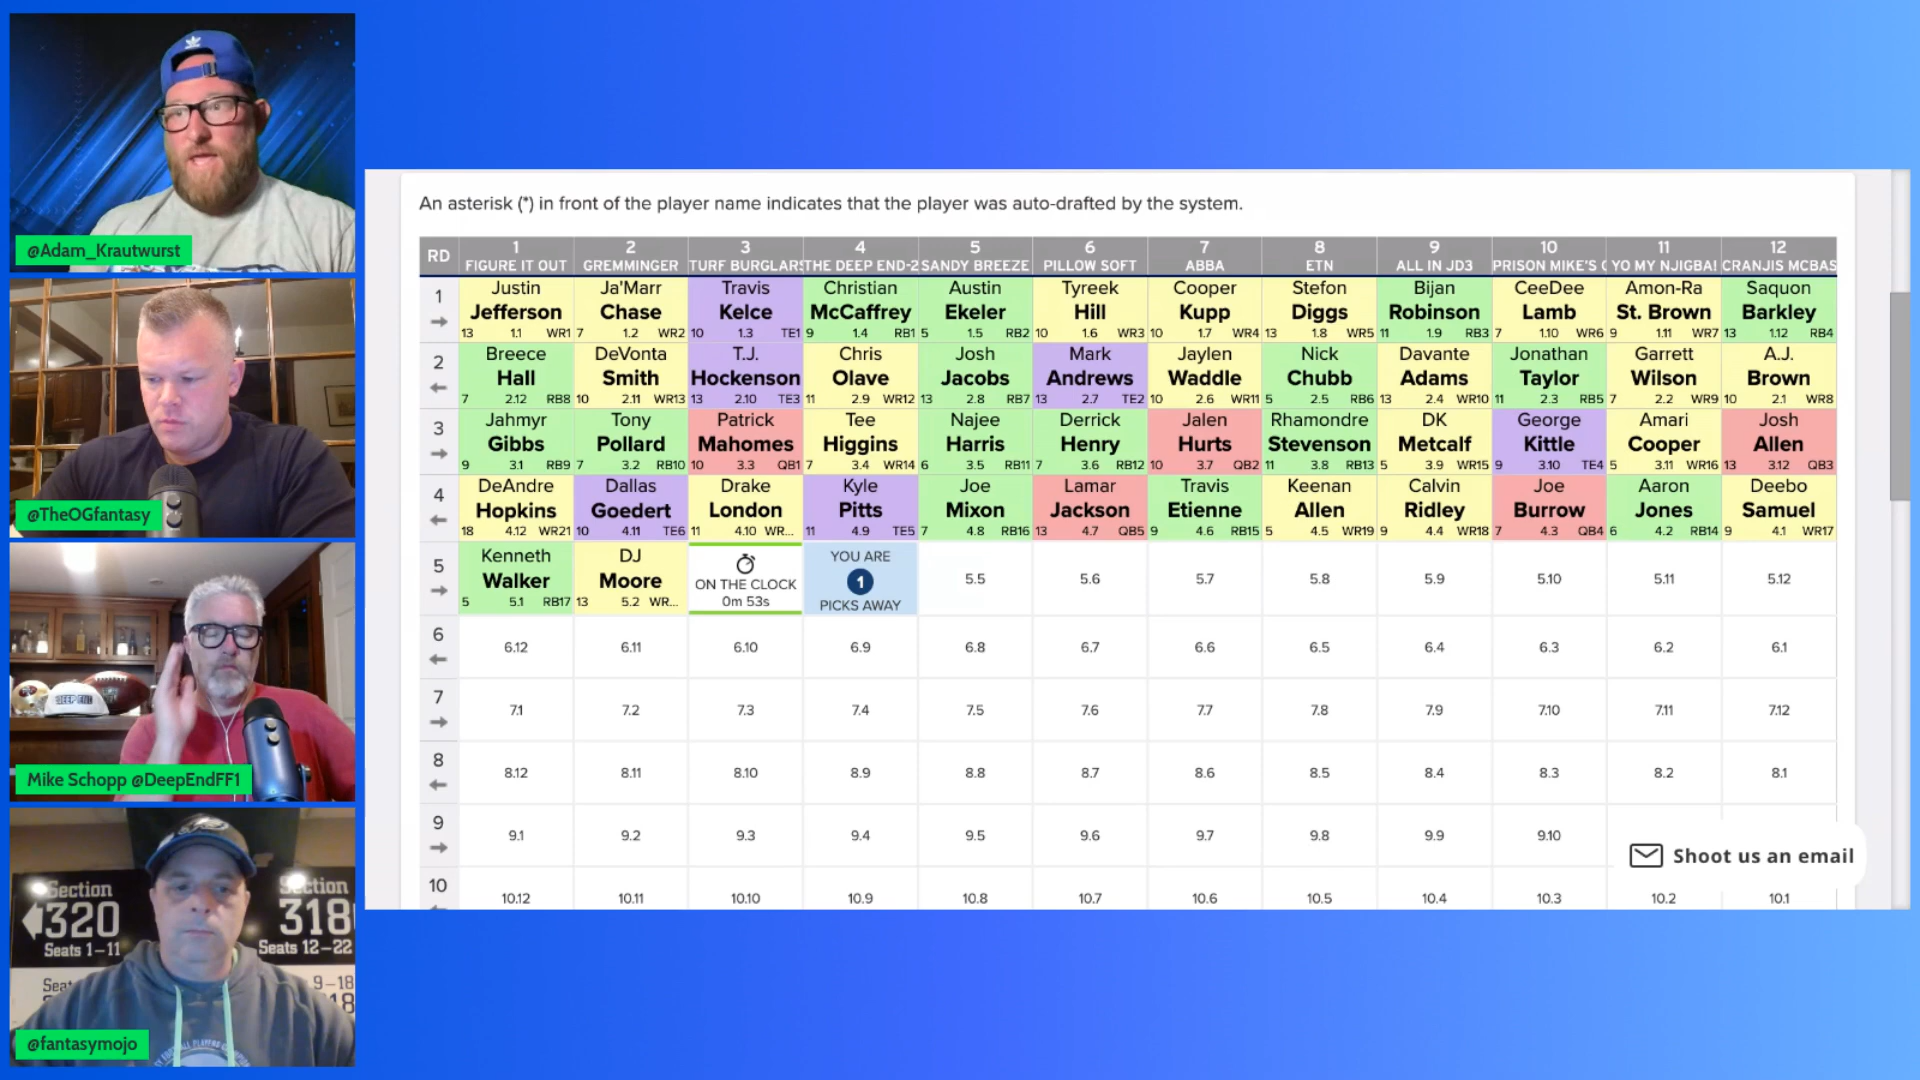 @Adam_Krautwurst
@TheOGfantasy
Mike Schopp @DeepEndFF1
DEEP END
Section
320
Seats 1-11
Section
318
Seats 12-22
9-18
@fantasymojo
An asterisk (*) in front of the player name indicates that the player was auto-drafted by the system.
RD 1 2 3 4 5 6 7 8 9 10 11 12
FIGURE IT OUT GREMMINGER TURF BURGLARS THE DEEP END-2 SANDY BREEZE PILLOW SOFT ABBA ETN ALL IN JD3 PRISON MIKE'S YO MY NJIGBA! CRANJIS MCBAS
1 Justin Ja'Marr Travis Christian Austin Tyreek Cooper Stefon Bijan CeeDee Amon-Ra Saquon
Jefferson Chase Kelce McCaffrey Ekeler Hill Kupp Diggs Robinson Lamb St. Brown Barkley
13 1.1 WR1 7 1.2 WR2 10 1.3 TE1 9 1.4 RB1 5 1.5 RB2 10 1.6 WR3 10 1.7 WR4 13 1.8 WR5 11 1.9 RB3 7 1.10 WR6 9 1.11 WR7 13 1.12 RB4
2 Breece DeVonta T.J. Chris Josh Mark Jaylen Nick Davante Jonathan Garrett A.J.
Hall Smith Hockenson Olave Jacobs Andrews Waddle Chubb Adams Taylor Wilson Brown
7 2.12 RB8 10 2.11 WR13 13 2.10 TE3 11 2.9 WR12 13 2.8 RB7 13 2.7 TE2 10 2.6 WR11 5 2.5 RB6 13 2.4 WR10 11 2.3 RB5 7 2.2 WR9 10 2.1 WR8
3 Jahmyr Tony Patrick Tee Najee Derrick Jalen Rhamondre DK George Amari Josh
Gibbs Pollard Mahomes Higgins Harris Henry Hurts Stevenson Metcalf Kittle Cooper Allen
9 3.1 RB9 7 3.2 RB10 10 3.3 QB1 7 3.4 WR14 6 3.5 RB11 7 3.6 RB12 10 3.7 QB2 11 3.8 RB13 5 3.9 WR15 9 3.10 TE4 5 3.11 WR16 13 3.12 QB3
4 DeAndre Dallas Drake Kyle Joe Lamar Travis Keenan Calvin Joe Aaron Deebo
Hopkins Goedert London Pitts Mixon Jackson Etienne Allen Ridley Burrow Jones Samuel
18 4.12 WR21 10 4.11 TE6 11 4.10 WR... 11 4.9 TE5 7 4.8 RB16 13 4.7 QB5 9 4.6 RB15 5 4.5 WR19 9 4.4 WR18 7 4.3 QB4 6 4.2 RB14 9 4.1 WR17
5 Kenneth DJ ON THE CLOCK YOU ARE 5.5 5.6 5.7 5.8 5.9 5.10 5.11 5.12
Walker Moore 0m 53s 1
5 5.1 RB17 13 5.2 WR... PICKS AWAY
6 6.12 6.11 6.10 6.9 6.8 6.7 6.6 6.5 6.4 6.3 6.2 6.1
7 7.1 7.2 7.3 7.4 7.5 7.6 7.7 7.8 7.9 7.10 7.11 7.12
8 8.12 8.11 8.10 8.9 8.8 8.7 8.6 8.5 8.4 8.3 8.2 8.1
9 9.1 9.2 9.3 9.4 9.5 9.6 9.7 9.8 9.9 9.10
Shoot us an email
10 10.12 10.11 10.10 10.9 10.8 10.7 10.6 10.5 10.4 10.3 10.2 10.1